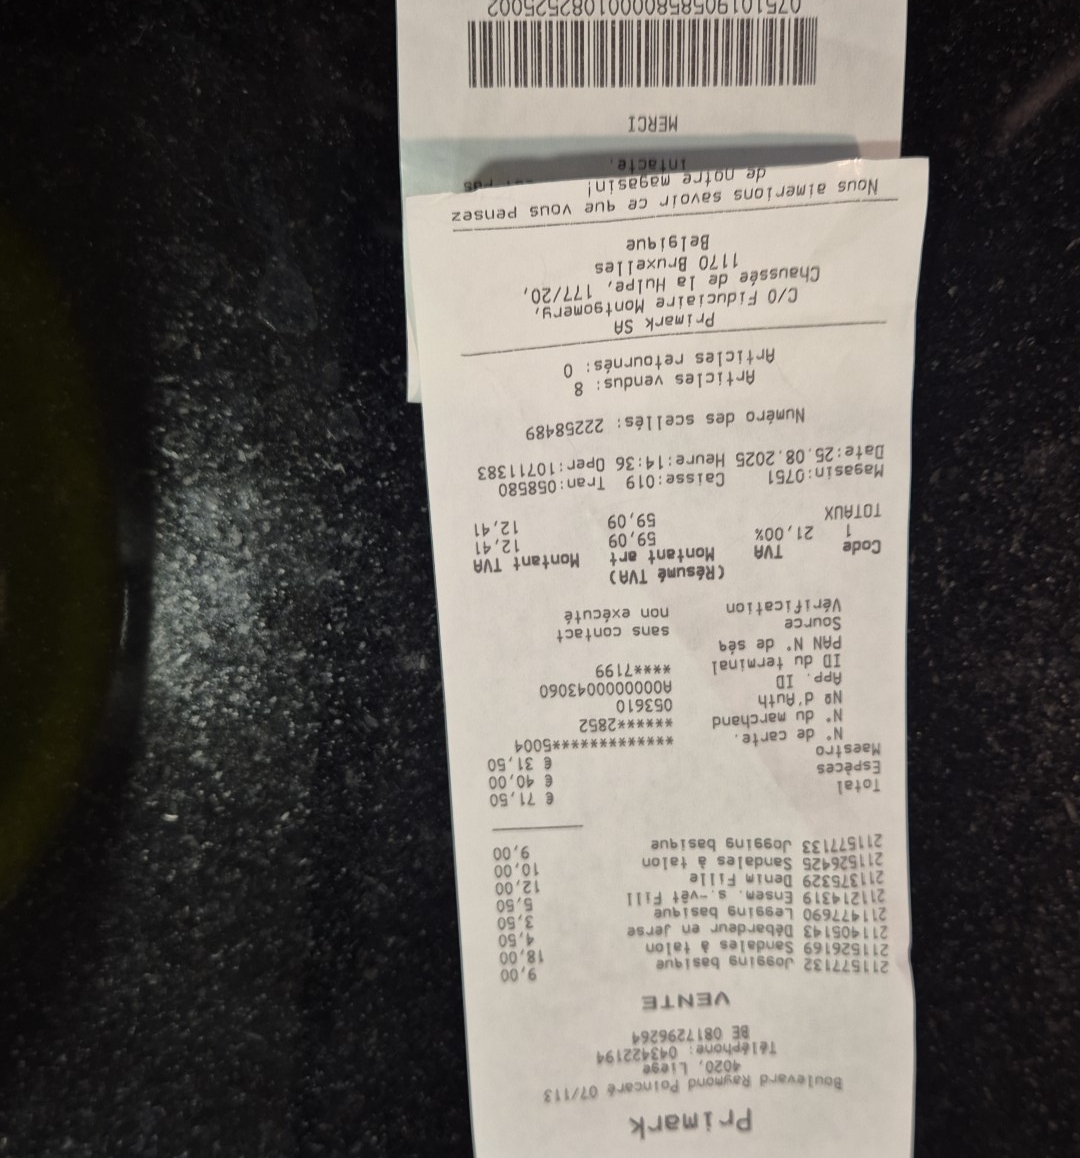 Primark
Boulevard Raymond Poincaré 07/113
4020, Liege
Téléphone: 043422194
BE 0817296264
VENTE
211577132 Jogging basique 9,00
211526169 Sandales à talon 18,00
211405143 Débardeur en jerse 4,50
211477690 Legging basique 3,50
211214319 Ensem. s.-vêt Fill 5,50
211375329 Denim Fille 12,00
211526425 Sandales à talon 10,00
211577133 Jogging basique 9,00
Total € 71,50
Espèces € 40,00
Maestro € 31,50
N° de carte. ***************5004
N° du marchand *******2852
Nº d'Auth 053610
App. ID A0000000043060
ID du terminal ****7199
PAN N° de séq
Source sans contact
Vérification non exécuté
(Résumé TVA)
Code TVA Montant art Montant TVA
1 21,00% 59,09 12,41
TOTAUX 59,09 12,41
Magasin:0751 Caisse:019 Tran:058580
Date:25.08.2025 Heure:14:36 Oper:10711383
Numéro des scellés: 22258489
Articles vendus: 8
Articles retournés: 0
Primark SA
C/O Fiduciaire Montgomery,
Chaussée de la Hulpe, 177/20,
1170 Bruxelles
Belgique
Nous aimerions savoir ce que vous pensez
de notre magasin!
intacte.
MERCI
07510190585800001082525002